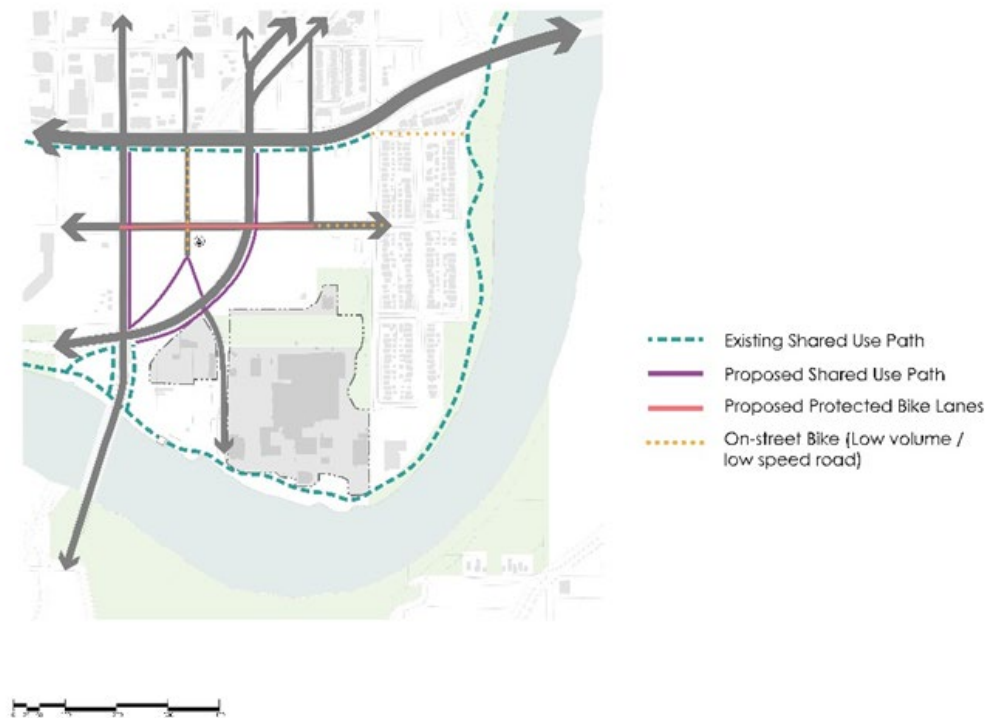 Existing Shared Use Path
Proposed Shared Use Path
Proposed Protected Bike Lanes
On-street Bike (Low volume /
low speed road)